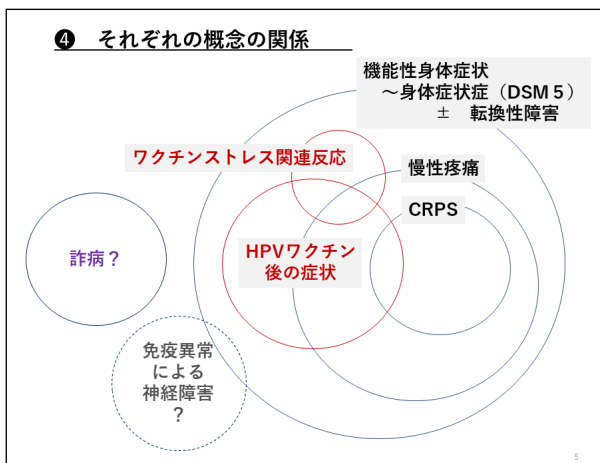 ❹ それぞれの概念の関係
機能性身体症状
～身体症状症（DSM５）
± 転換性障害
ワクチンストレス関連反応
慢性疼痛
CRPS
詐病？
HPVワクチン
後の症状
免疫異常
による
神経障害
？
5